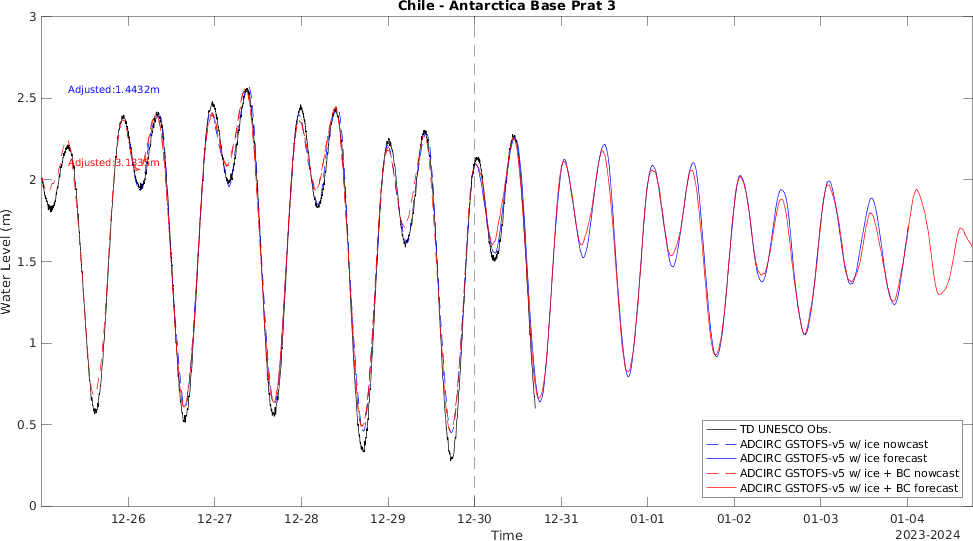 Chile - Antarctica Base Prat 3
3
2.5
2
1.5
1
0.5
0
Water Level (m)
Adjusted:1.4432m
12-26
12-27
12-28
12-29
12-30
12-31
01-01
01-02
01-03
01-04
Time
2023-2024
TD UNESCO Obs.
ADCIRC GSTOFS-v5 w/ ice nowcast
ADCIRC GSTOFS-v5 w/ ice forecast
ADCIRC GSTOFS-v5 w/ ice + BC nowcast
ADCIRC GSTOFS-v5 w/ ice + BC forecast